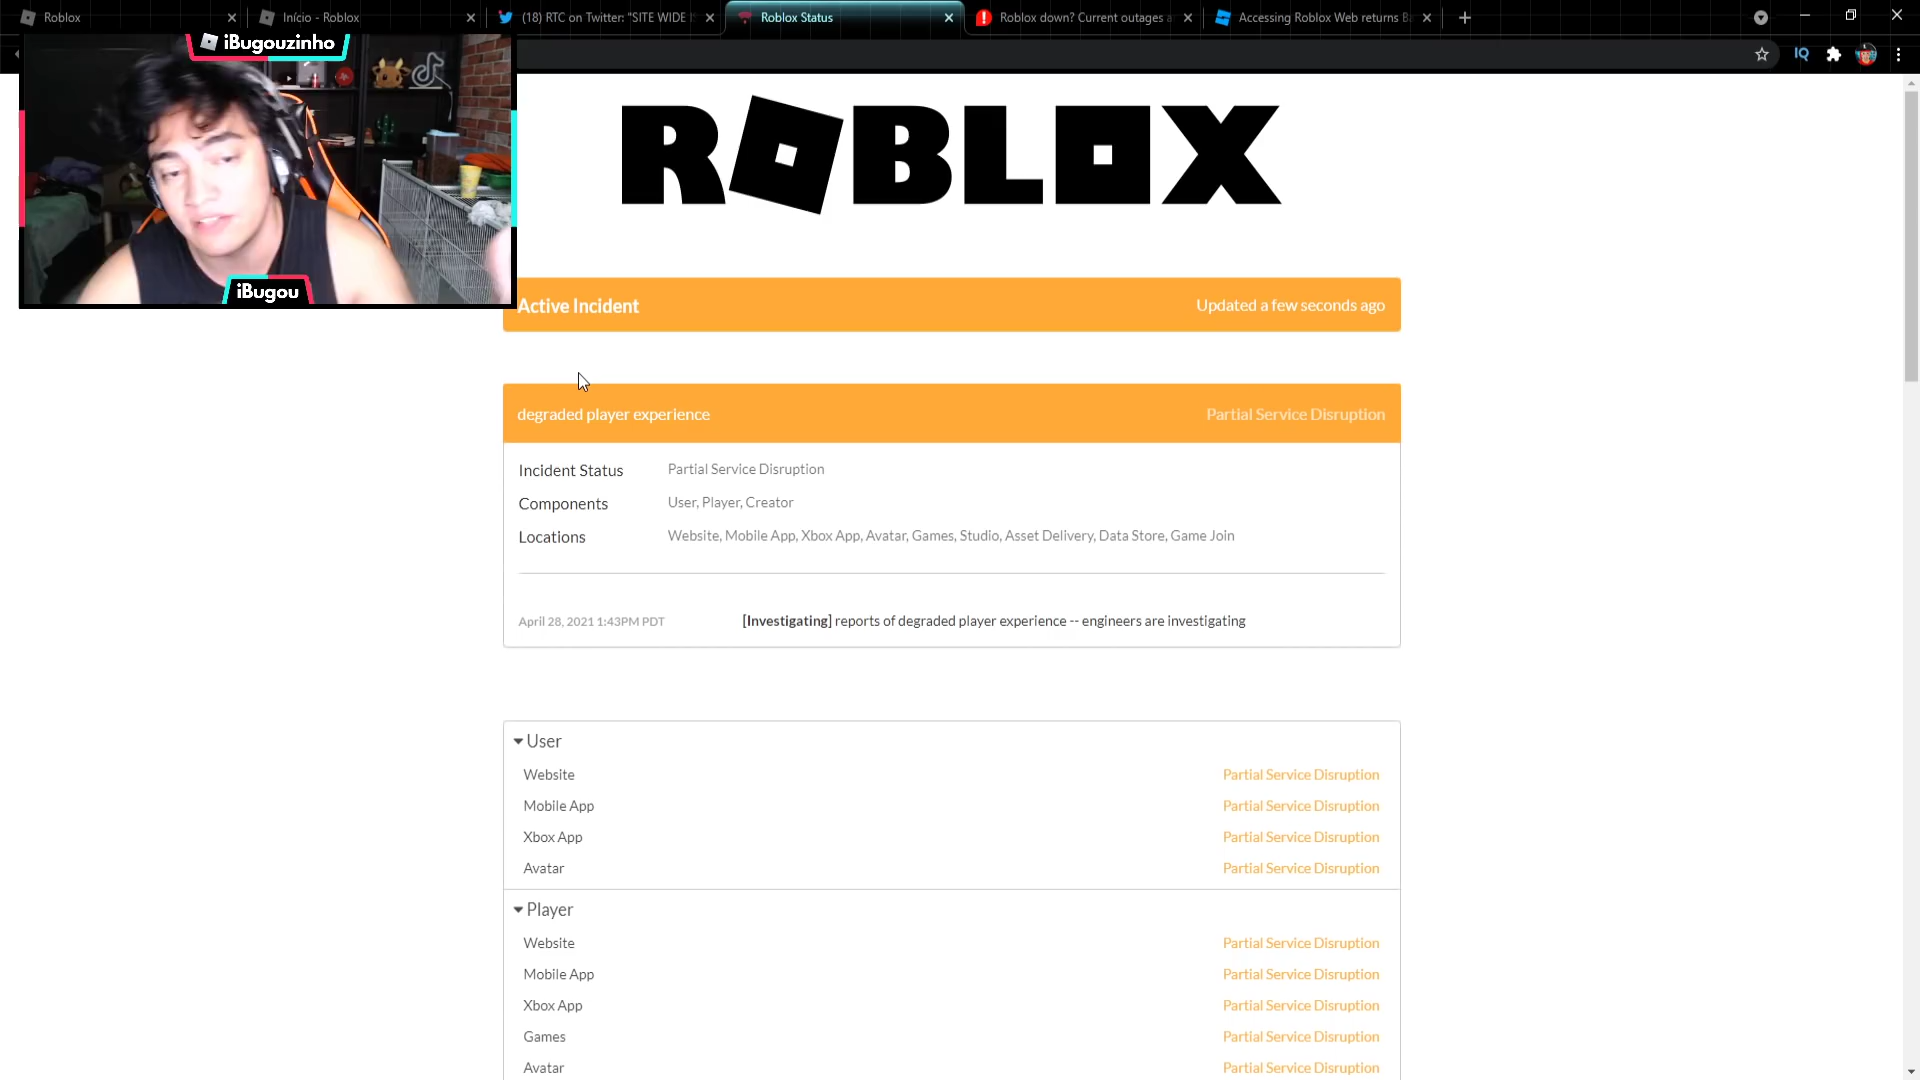 Roblox
Início - Roblox
(18) RTC on Twitter: "SITE WIDE
Roblox Status
Roblox down? Current outages a
Accessing Roblox Web returns B
iBugouzinho
iBugou
ROBLOX
Active Incident
Updated a few seconds ago
degraded player experience
Partial Service Disruption
Incident Status
Partial Service Disruption
Components
User, Player, Creator
Locations
Website, Mobile App, Xbox App, Avatar, Games, Studio, Asset Delivery, Data Store, Game Join
April 28, 2021 1:43PM PDT
[Investigating] reports of degraded player experience -- engineers are investigating
User
Website
Partial Service Disruption
Mobile App
Partial Service Disruption
Xbox App
Partial Service Disruption
Avatar
Partial Service Disruption
Player
Website
Partial Service Disruption
Mobile App
Partial Service Disruption
Xbox App
Partial Service Disruption
Games
Partial Service Disruption
Avatar
Partial Service Disruption